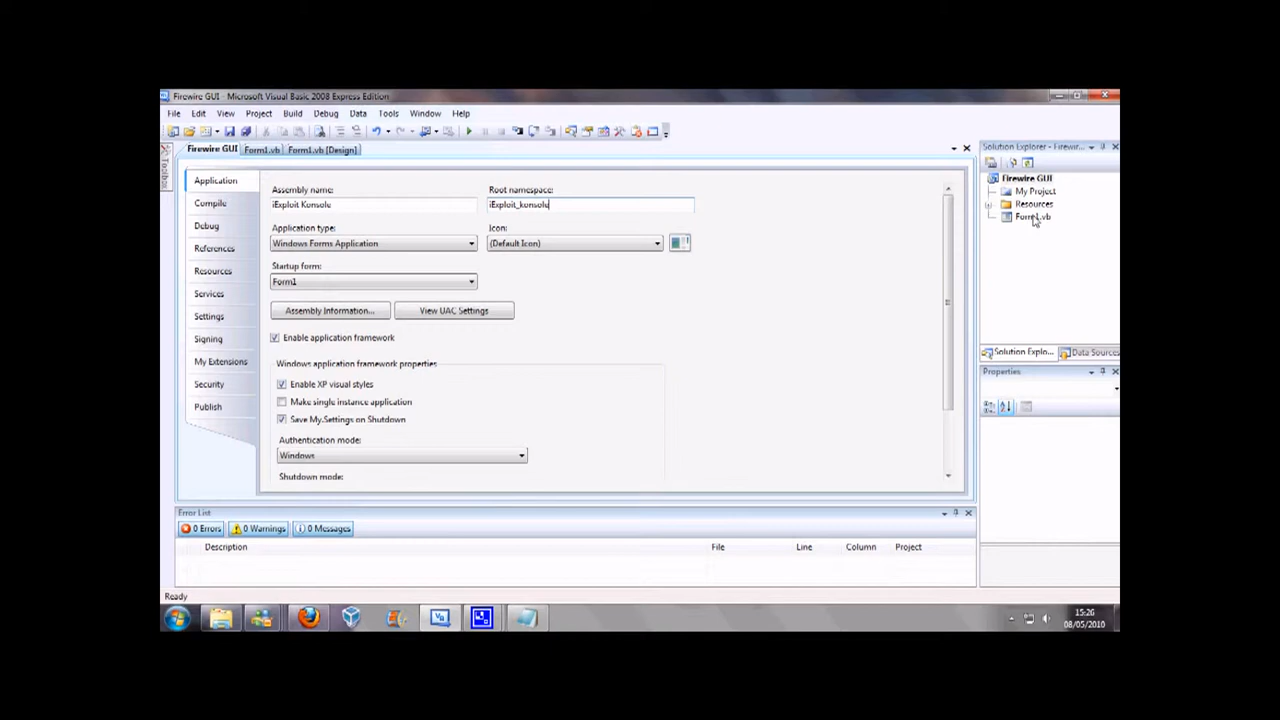 Firewire GUI - Microsoft Visual Basic 2008 Express Edition
File Edit View Project Build Debug Data Tools Window Help
Firewire GUI Form1.vb Form1.vb [Design]
Toolbox
Application
Compile
Debug
References
Resources
Services
Settings
Signing
My Extensions
Security
Publish
Assembly name: Root namespace:
iExploit Konsole iExploit_konsole
Application type: Icon:
Windows Forms Application (Default Icon)
Startup form:
Form1
Assembly Information... View UAC Settings
Enable application framework
Windows application framework properties
Enable XP visual styles
Make single instance application
Save My.Settings on Shutdown
Authentication mode:
Windows
Shutdown mode:
Solution Explorer - Firewir...
Firewire GUI
My Project
Resources
Form1.vb
Solution Explo... Data Sources
Properties
Error List
0 Errors 0 Warnings 0 Messages
Description File Line Column Project
Ready
15:26
08/05/2010